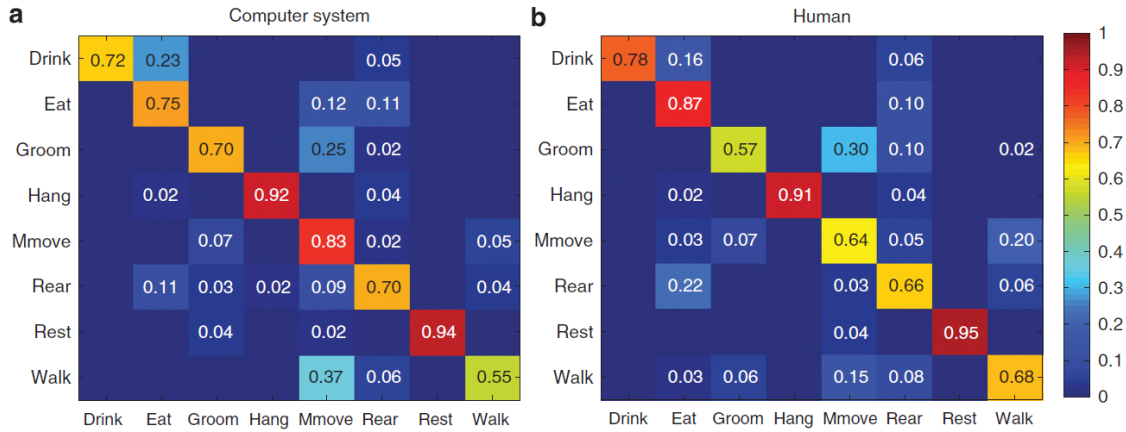 a Computer system
b Human
Drink 0.72 0.23 0.05 0.78 0.16 0.06 1
Eat 0.75 0.12 0.11 0.87 0.10 0.9
Groom 0.70 0.25 0.02 0.57 0.30 0.10 0.02 0.8
0.7
Hang 0.02 0.92 0.04 0.02 0.91 0.04 0.6
0.5
Mmove 0.07 0.83 0.02 0.05 0.03 0.07 0.64 0.05 0.20 0.4
Rear 0.11 0.03 0.02 0.09 0.70 0.04 0.22 0.03 0.66 0.06 0.3
Rest 0.04 0.02 0.94 0.04 0.95 0.2
0.1
Walk 0.37 0.06 0.55 0.03 0.06 0.15 0.08 0.68
0
Drink Eat Groom Hang Mmove Rear Rest Walk Drink Eat Groom Hang Mmove Rear Rest Walk